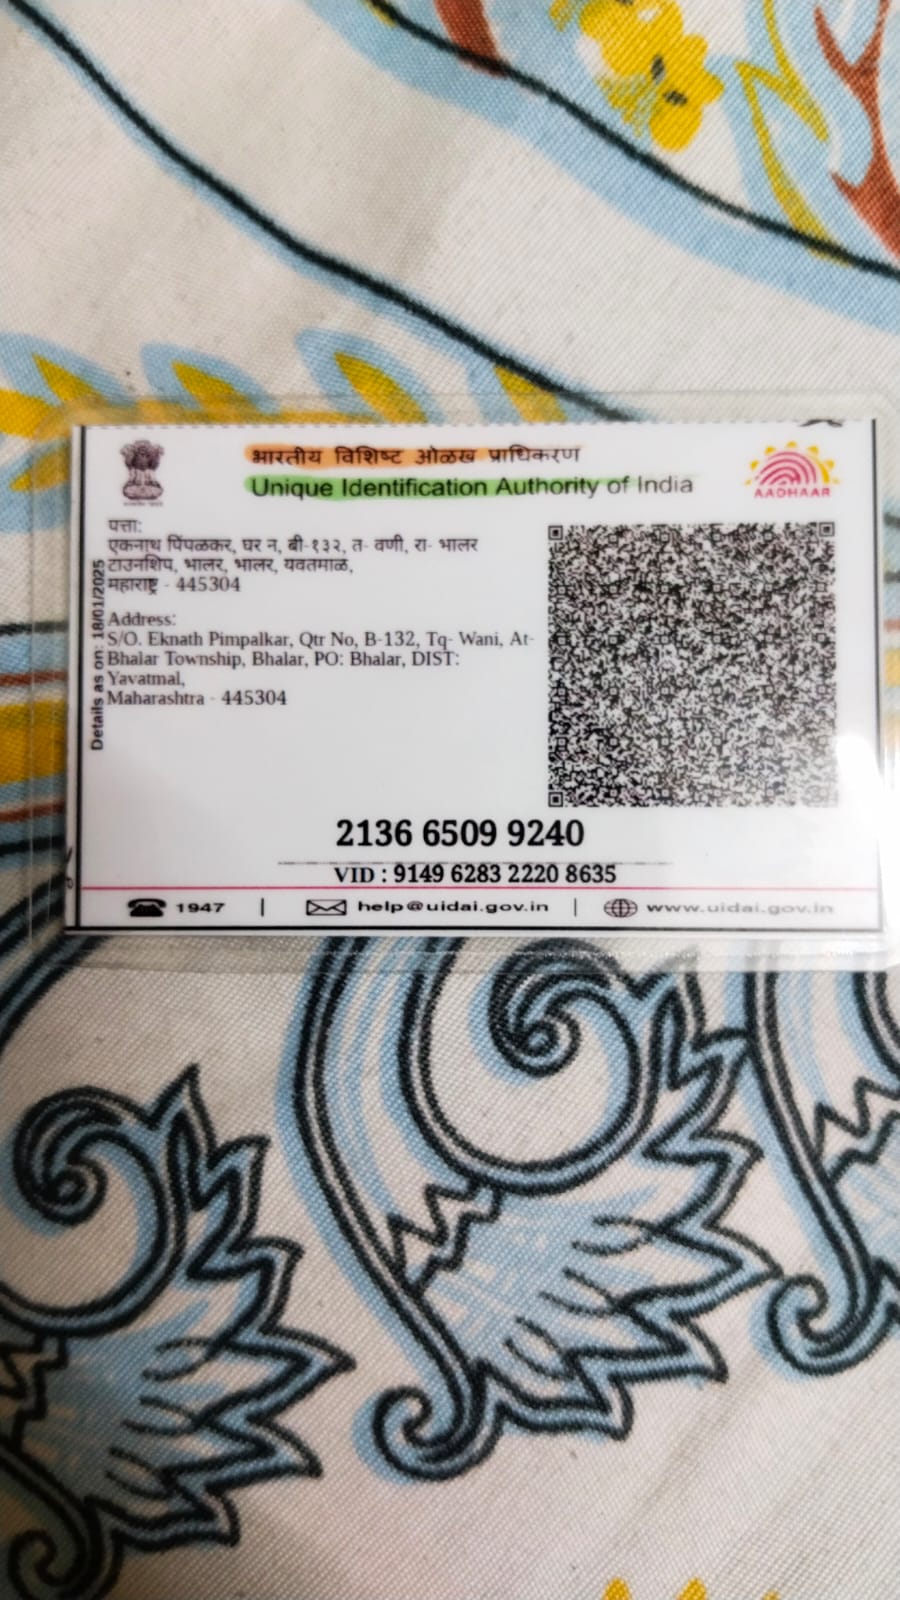 भारतीय विशिष्ट ओळख प्राधिकरण
Unique Identification Authority of India
AADHAAR
पत्ता:
एकनाथ पिंपळकर, घर न, बी-१३२, त- वणी, रा- भालर
टाउनशिप, भालर, भालर, यवतमाळ,
महाराष्ट्र - 445304
Address:
S/O. Eknath Pimpalkar, Qtr No, B-132, Tq- Wani, At-
Bhalar Township, Bhalar, PO: Bhalar, DIST:
Yavatmal,
Maharashtra - 445304
Details as on: 18/01/2025
2136 6509 9240
VID : 9149 6283 2220 8635
1947 | help@uidai.gov.in | www.uidai.gov.in